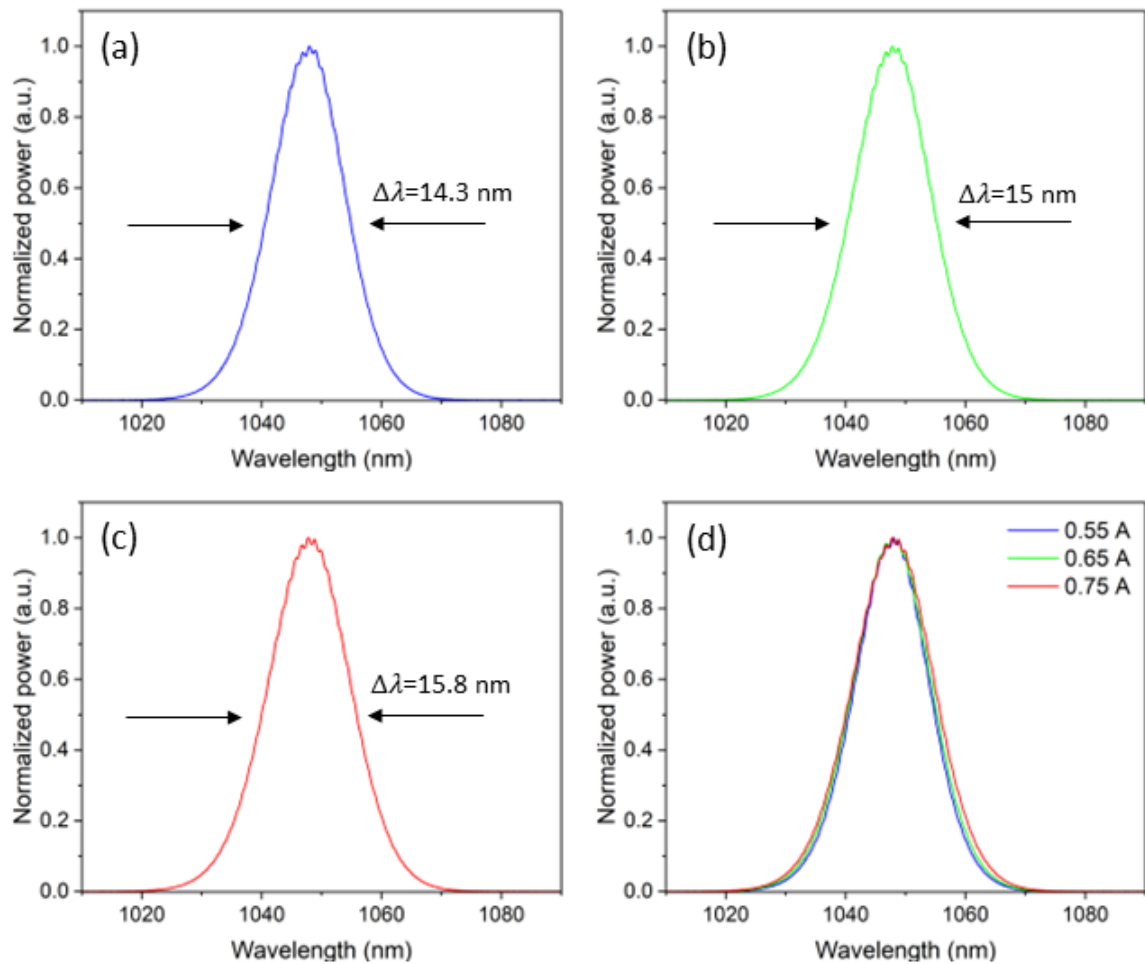 (a)
Normalized power (a.u.)
1.0
0.8
0.6
0.4
0.2
0.0
Δλ=14.3 nm
1020 1040 1060 1080
Wavelength (nm)
(b)
Normalized power (a.u.)
1.0
0.8
0.6
0.4
0.2
0.0
Δλ=15 nm
1020 1040 1060 1080
Wavelength (nm)
(c)
Normalized power (a.u.)
1.0
0.8
0.6
0.4
0.2
0.0
Δλ=15.8 nm
1020 1040 1060 1080
Wavelength (nm)
(d)
Normalized power (a.u.)
1.0
0.8
0.6
0.4
0.2
0.0
0.55 A
0.65 A
0.75 A
1020 1040 1060 1080
Wavelength (nm)